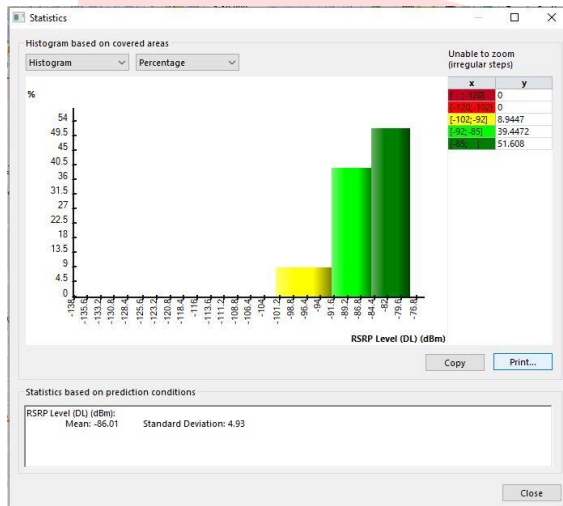 Statistics
Histogram based on covered areas
Histogram
Percentage
Unable to zoom
(irregular steps)
x y
[...;-120] 0
[-120;-102] 0
[-102;-92] 8.9447
[-92;-85] 39.4472
[-85;...] 51.608
%
54
49.5
45
40.5
36
31.5
27
22.5
18
13.5
9
4.5
0
-138 -135.6 -133.2 -130.8 -128.4 -125.6 -123.2 -120.8 -118.4 -116 -113.6 -111.2 -108.8 -106.4 -104 -101.2 -98.8 -96.4 -94 -91.6 -89.2 -86.8 -84.4 -82 -79.6 -76.8
RSRP Level (DL) (dBm)
Copy
Print...
Statistics based on prediction conditions
RSRP Level (DL) (dBm):
Mean: -86.01 Standard Deviation: 4.93
Close